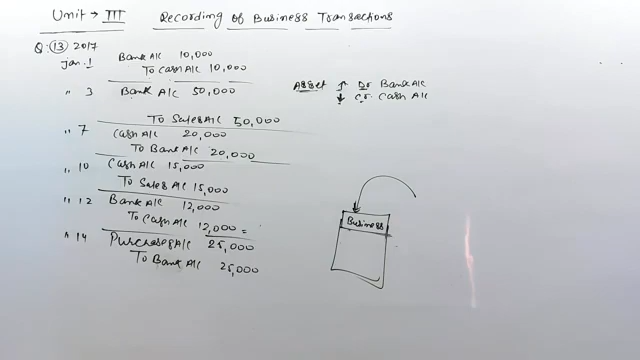 Unit - III Recording of Business Transactions
Q: 13 2017
Jan. 1 Bank A/c 10,000
To Cash A/c 10,000
" 3 Bank A/c 50,000
To Sales A/c 50,000
" 7 Cash A/c 20,000
To Bank A/c 20,000
" 10 Cash A/c 15,000
To Sales A/c 15,000
" 12 Bank A/c 12,000
To Cash A/c 12,000 =
" 14 Purchases A/c 25,000
To Bank A/c 25,000
Asset ↑ Dr Bank A/c
↓ Cr. Cash A/c
Business